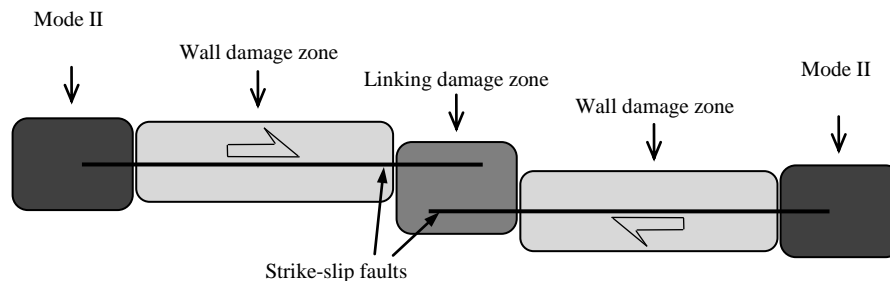 Mode II
Wall damage zone
Linking damage zone
Mode II
Wall damage zone
Strike-slip faults